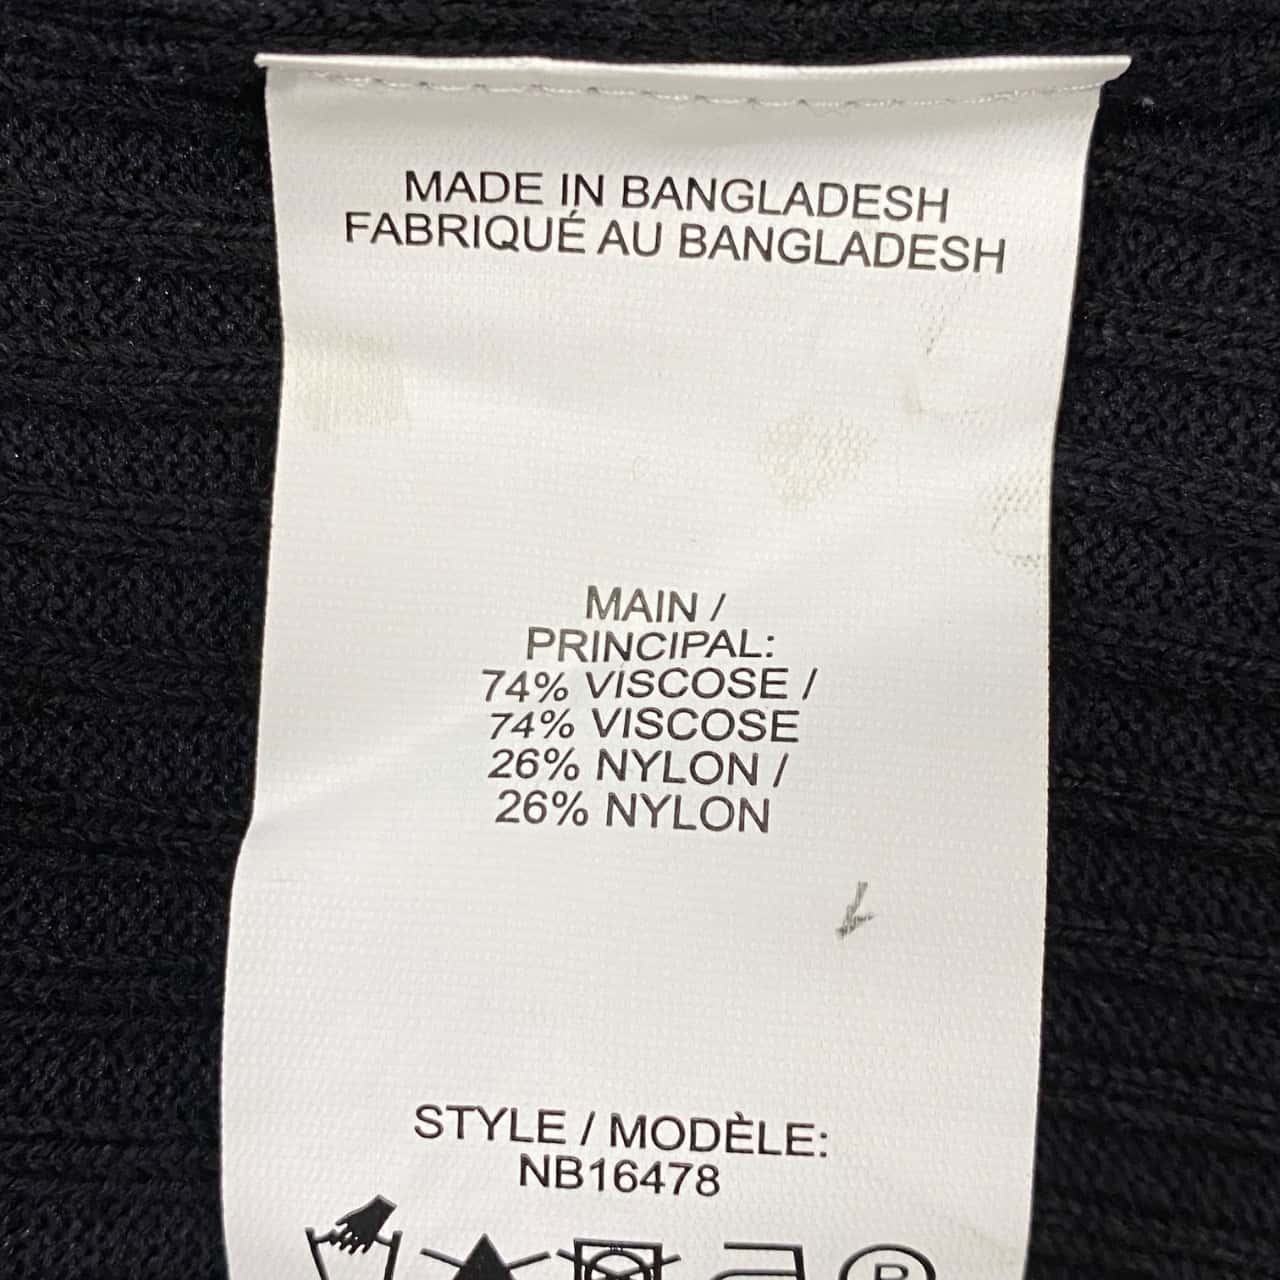 MADE IN BANGLADESH
FABRIQUÉ AU BANGLADESH
MAIN /
PRINCIPAL:
74% VISCOSE /
74% VISCOSE
26% NYLON /
26% NYLON
STYLE / MODÈLE:
NB16478
P